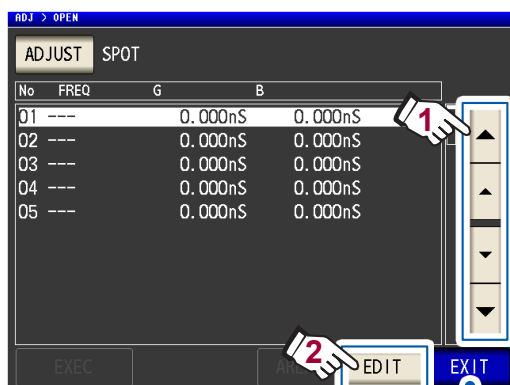 ADJ > OPEN
ADJUST SPOT
No FREQ G B
01 --- 0.000nS 0.000nS
02 --- 0.000nS 0.000nS
03 --- 0.000nS 0.000nS
04 --- 0.000nS 0.000nS
05 --- 0.000nS 0.000nS
1
2
EXEC EDIT EXIT